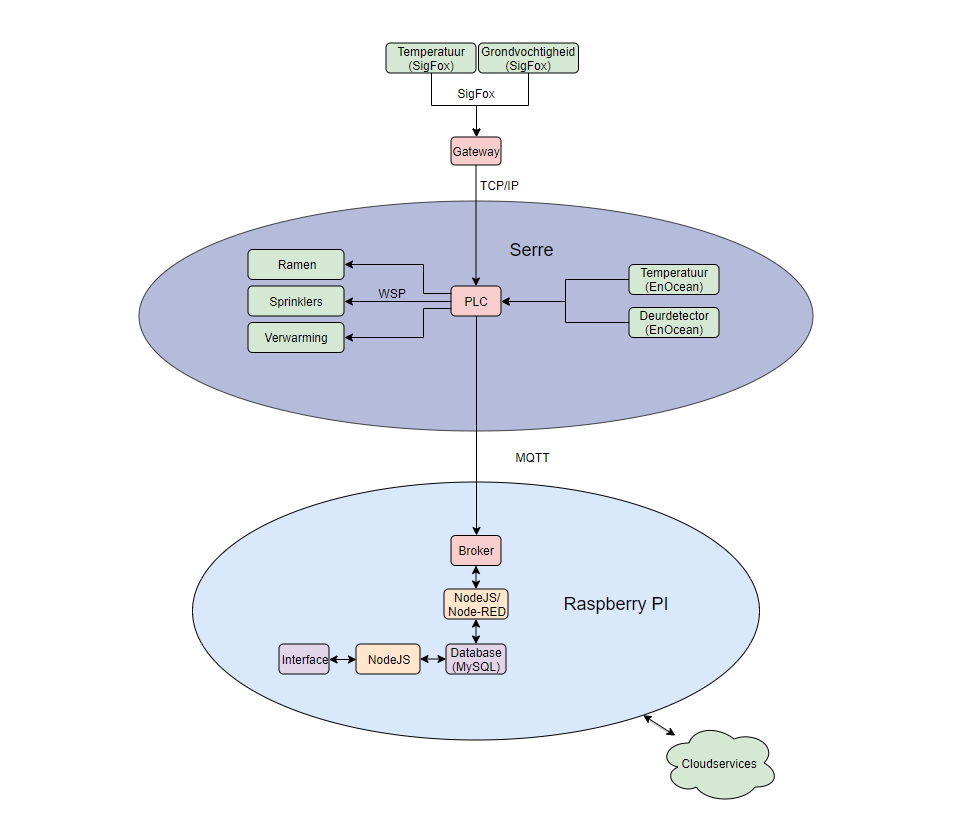 Temperatuur
(SigFox)
Grondvochtigheid
(SigFox)
SigFox
Gateway
TCP/IP
Serre
Ramen
Sprinklers
Verwarming
WSP
PLC
Temperatuur
(EnOcean)
Deurdetector
(EnOcean)
MQTT
Broker
NodeJS/
Node-RED
Raspberry PI
Interface
NodeJS
Database
(MySQL)
Cloudservices